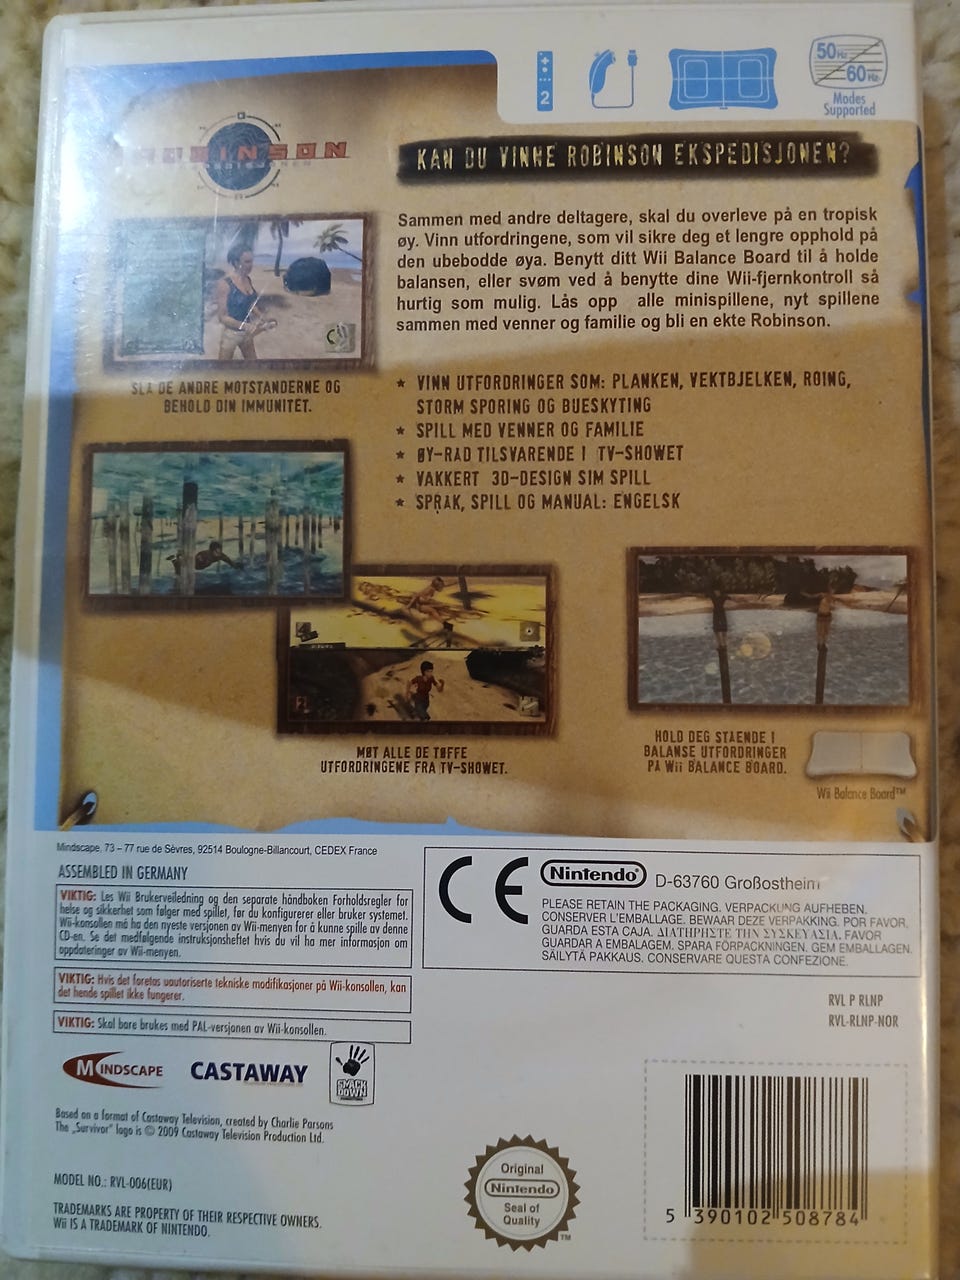 2
50Hz
60Hz
Modes
Supported
ROBINSON
KAN DU VINNE ROBINSON EKSPEDISJONEN?
Sammen med andre deltagere, skal du overleve på en tropisk
øy. Vinn utfordringene, som vil sikre deg et lengre opphold på
den ubebodde øya. Benytt ditt Wii Balance Board til å holde
balansen, eller svøm ved å benytte dine Wii-fjernkontroll så
hurtig som mulig. Lås opp alle minispillene, nyt spillene
sammen med venner og familie og bli en ekte Robinson.
SLÅ DE ANDRE MOTSTANDERNE OG
BEHOLD DIN IMMUNITET.
★ VINN UTFORDRINGER SOM: PLANKEN, VEKTBJELKEN, ROING,
STORM SPORING OG BUESKYTING
★ SPILL MED VENNER OG FAMILIE
★ ØY-RÅD TILSVARENDE I TV-SHOWET
★ VAKKERT 3D-DESIGN SIM SPILL
★ SPRÅK, SPILL OG MANUAL: ENGELSK
MØT ALLE DE TØFFE
UTFORDRINGENE FRA TV-SHOWET.
HOLD DEG STÅENDE I
BALANSE UTFORDRINGER
PÅ Wii BALANCE BOARD.
Wii Balance Board™
Mindscape, 73 – 77 rue de Sèvres, 92514 Boulogne-Billancourt, CEDEX France
ASSEMBLED IN GERMANY
VIKTIG: Les Wii Brukerveiledning og den separate håndboken Forholdsregler for
helse og sikkerhet som følger med spillet, før du konfigurerer eller bruker systemet.
Wii-konsollen må ha den nyeste versjonen av Wii-menyen for å kunne spille av denne
CD-en. Se det medfølgende instruksjonsheftet hvis du vil ha mer informasjon om
oppdateringer av Wii-menyen.
VIKTIG: Hvis det foretas uautoriserte tekniske modifikasjoner på Wii-konsollen, kan
det hende spillet ikke fungerer.
VIKTIG: Skal bare brukes med PAL-versjonen av Wii-konsollen.
CE
Nintendo®
D-63760 Großostheim
PLEASE RETAIN THE PACKAGING. VERPACKUNG AUFHEBEN.
CONSERVER L'EMBALLAGE. BEWAAR DEZE VERPAKKING. POR FAVOR,
GUARDA ESTA CAJA. ΔΙΑΤΗΡΗΣΤΕ ΤΗΝ ΣΥΣΚΕΥΑΣΙΑ. FAVOR
GUARDAR A EMBALAGEM. SPARA FÖRPACKNINGEN. GEM EMBALLAGEN.
SÄILYTÄ PAKKAUS. CONSERVARE QUESTA CONFEZIONE.
RVL P RLNP
RVL-RLNP-NOR
MINDSCAPE
CASTAWAY
SMACK
DOWN
Based on a format of Castaway Television, created by Charlie Parsons
The „Survivor" logo is © 2009 Castaway Television Production Ltd.
MODEL NO.: RVL-006(EUR)
TRADEMARKS ARE PROPERTY OF THEIR RESPECTIVE OWNERS.
Wii IS A TRADEMARK OF NINTENDO.
Original
Nintendo
Seal of
Quality
TM
5 390102 508784